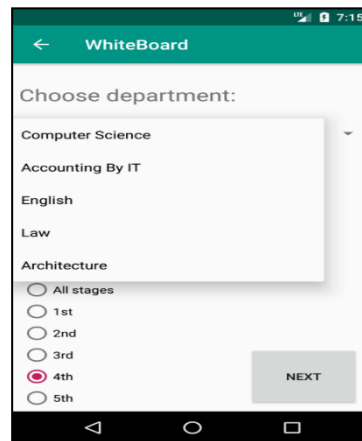 LTE 7:15
WhiteBoard
Choose department:
Computer Science
Accounting By IT
English
Law
Architecture
All stages
1st
2nd
3rd
4th
NEXT
5th